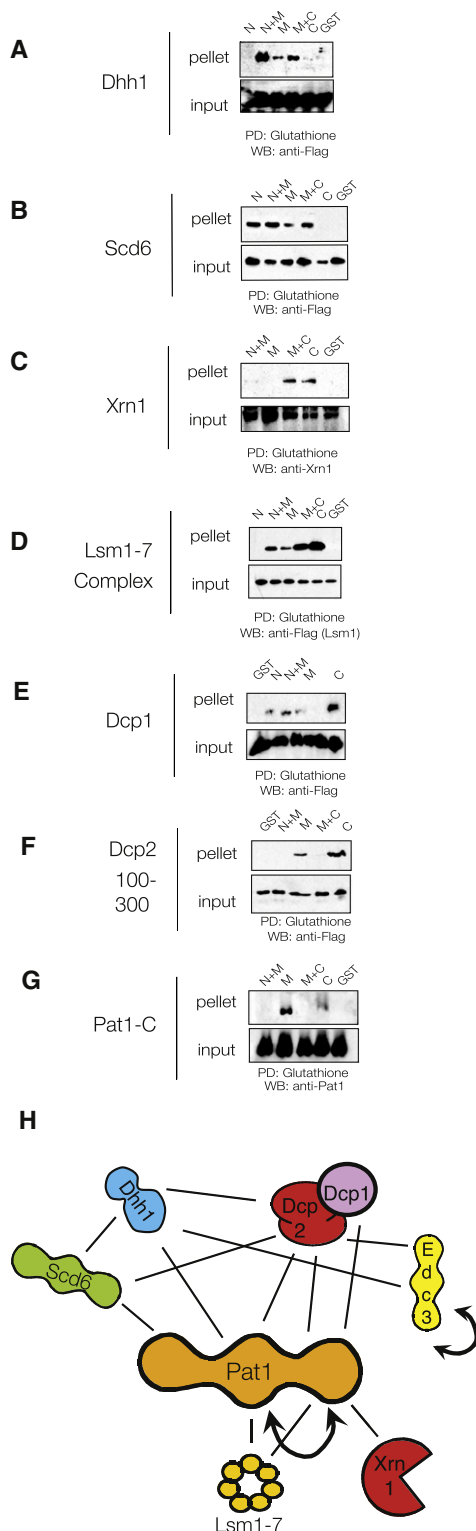 A
Dhh1
N N+M M M+C C GST
pellet
input
PD: Glutathione
WB: anti-Flag
B
Scd6
N N+M M M+C C GST
pellet
input
PD: Glutathione
WB: anti-Flag
C
Xrn1
N+M M M+C C GST
pellet
input
PD: Glutathione
WB: anti-Xrn1
D
Lsm1-7
Complex
N N+M M M+C C GST
pellet
input
PD: Glutathione
WB: anti-Flag (Lsm1)
E
Dcp1
GST N N+M M C
pellet
input
PD: Glutathione
WB: anti-Flag
F
Dcp2
100-
300
GST N+M M M+C C
pellet
input
PD: Glutathione
WB: anti-Flag
G
Pat1-C
N+M M M+C C GST
pellet
input
PD: Glutathione
WB: anti-Pat1
H
Dhh1
Dcp
2
Dcp1
Scd6
E
d
c
3
Pat1
Xrn
1
Lsm1-7